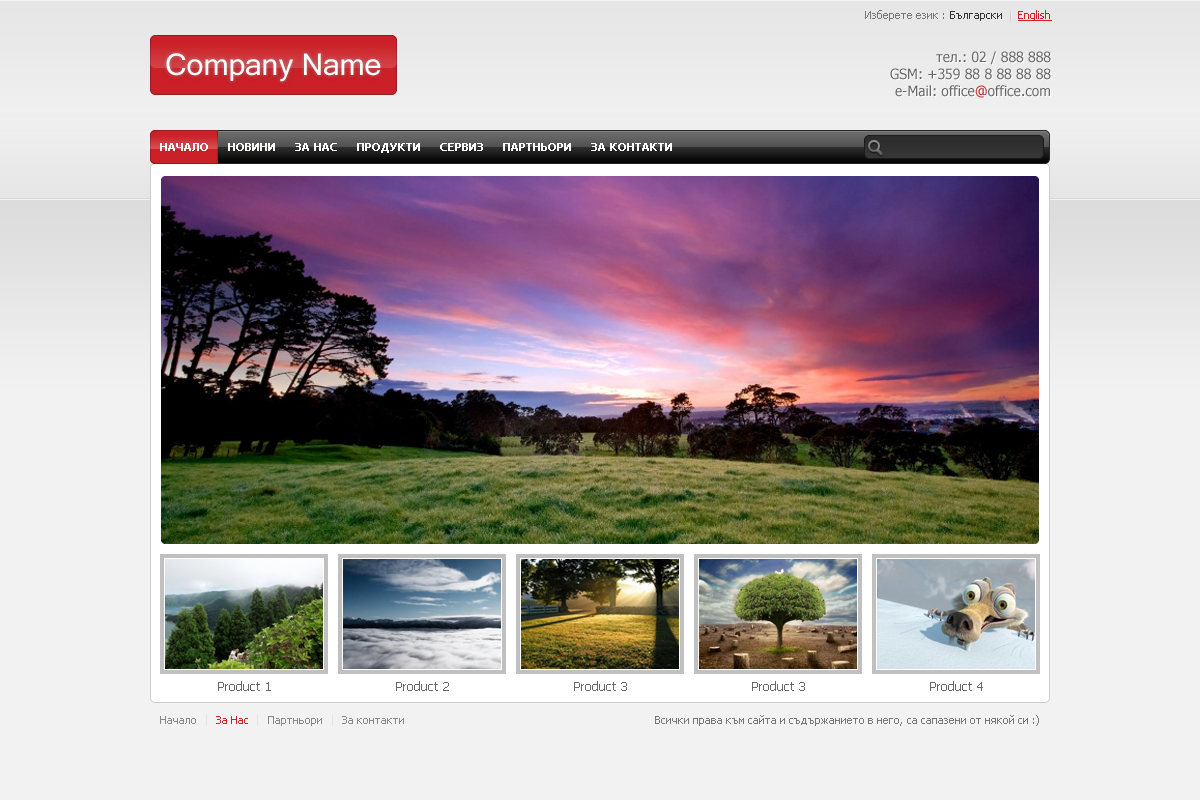 Изберете език : Български English
Company Name
тел.: 02 / 888 888
GSM: +359 88 8 88 88 88
e-Mail: office@office.com
НАЧАЛО НОВИНИ ЗА НАС ПРОДУКТИ СЕРВИЗ ПАРТНЬОРИ ЗА КОНТАКТИ
Product 1 Product 2 Product 3 Product 3 Product 4
Начало За Нас Партньори За контакти Всички права към сайта и съдържанието в него, са сапазени от някой си :)